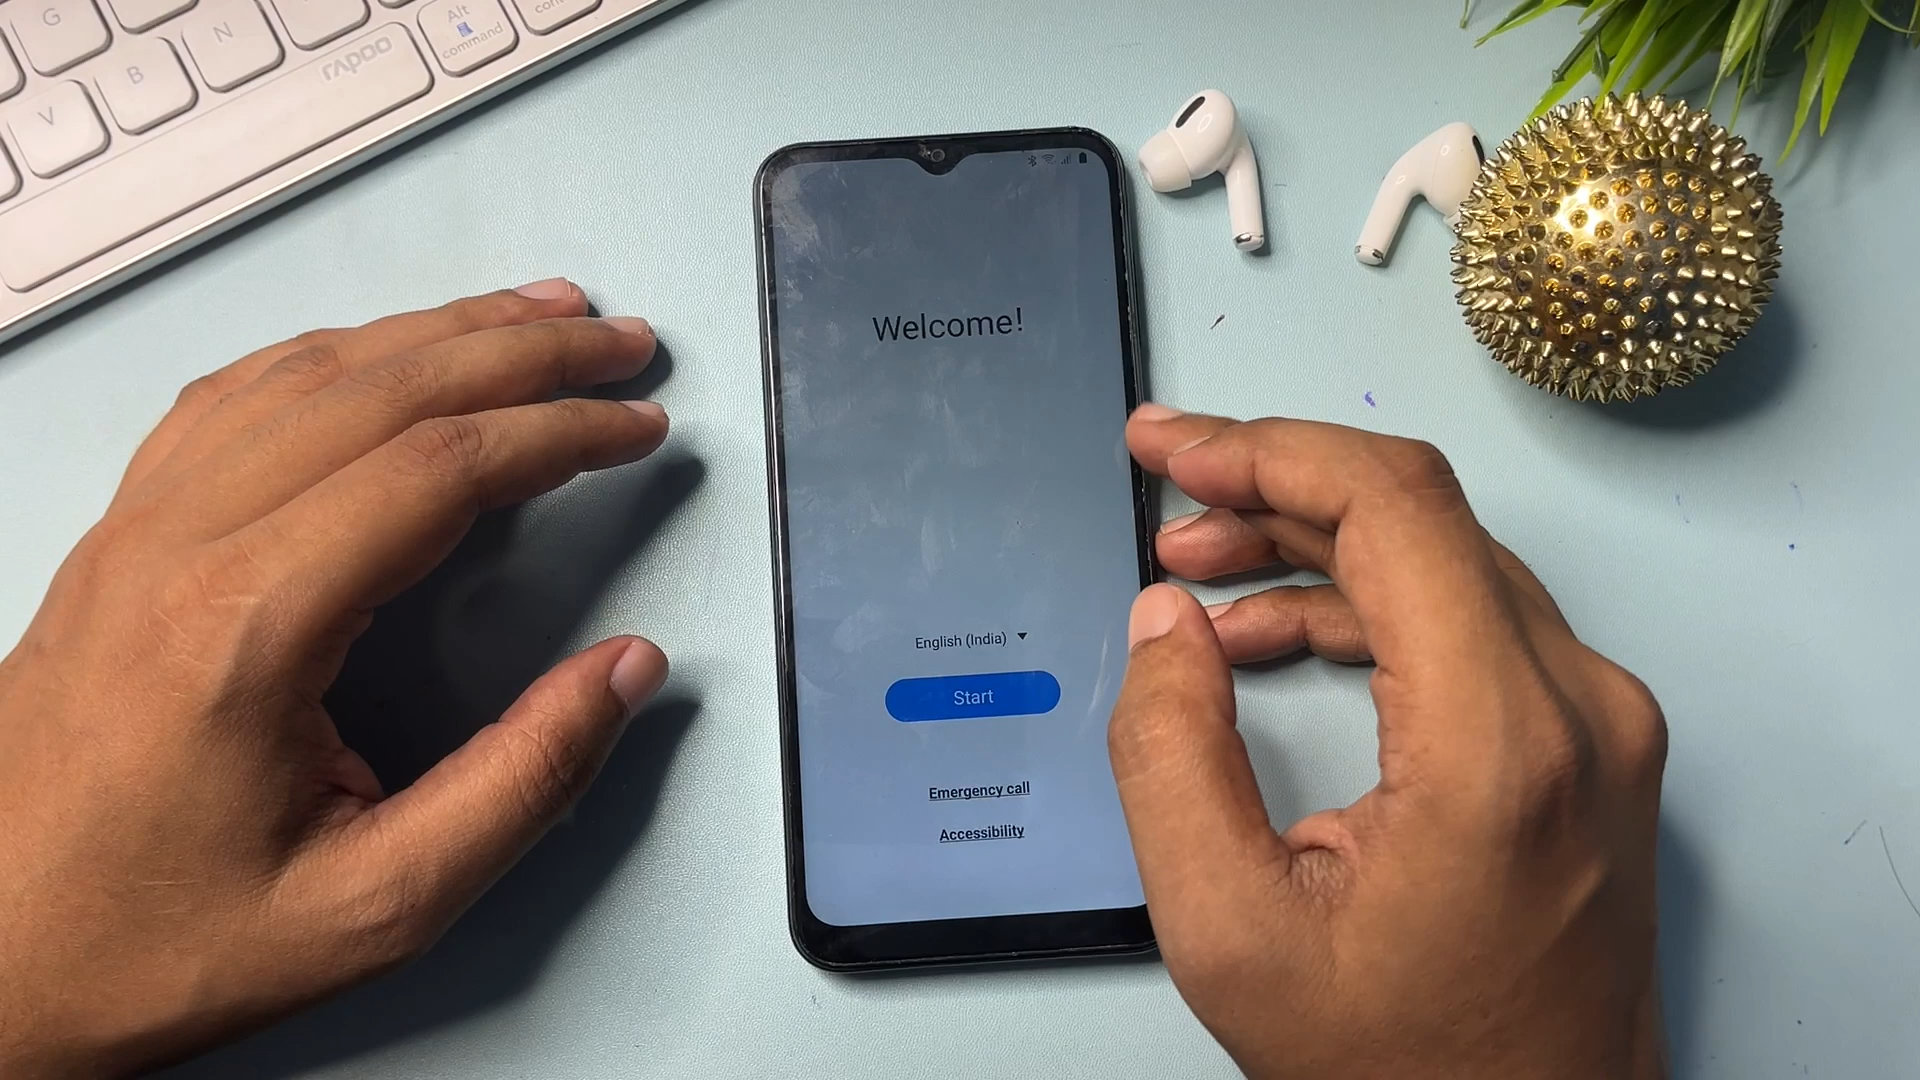 G
N
B
V
rapoo
Alt
command
Welcome!
English (India)
Start
Emergency call
Accessibility